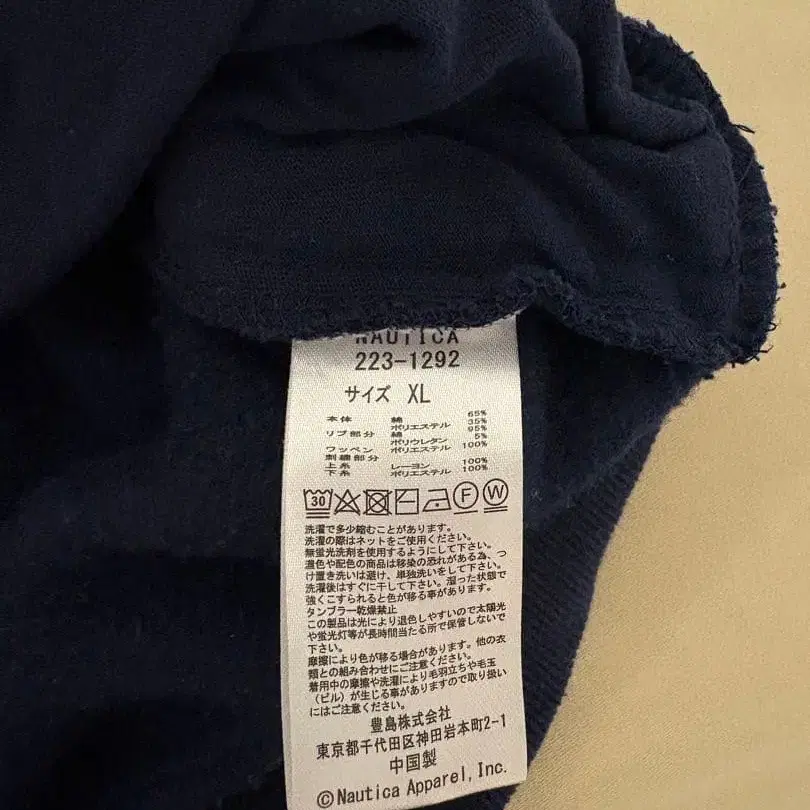 NAUTICA
223-1292
サイズ XL
本体 綿 65%
ポリエステル 35%
リブ部分 綿 95%
ポリウレタン 5%
ワッペン ポリエステル 100%
刺繍部分
上糸 レーヨン 100%
下糸 ポリエステル 100%
30
F W
洗濯で多少縮むことがあります。
洗濯の際はネットをご使用ください。
無蛍光洗剤を使用するようにして下さい。
濃色や配色の商品は移染の恐れがある為、つ
け置き洗いは避け、単独洗いをして下さい。
洗濯後はすぐに干して下さい。湿った状態で
強くこすられると色が移る事があります。
タンブラー乾燥禁止
この製品は光により退色しやすいので太陽光
や蛍光灯等が長時間当たる所で保管しないで
下さい。
摩擦により色が移る場合があります。他の衣
類との組み合わせにご注意ください。
着用中の摩擦や洗濯により毛羽立ちや毛玉
（ピル）が生じる事がありますので取り扱い
にはご注意ください。
豊島株式会社
東京都千代田区神田岩本町2-1
中国製
©Nautica Apparel, Inc.